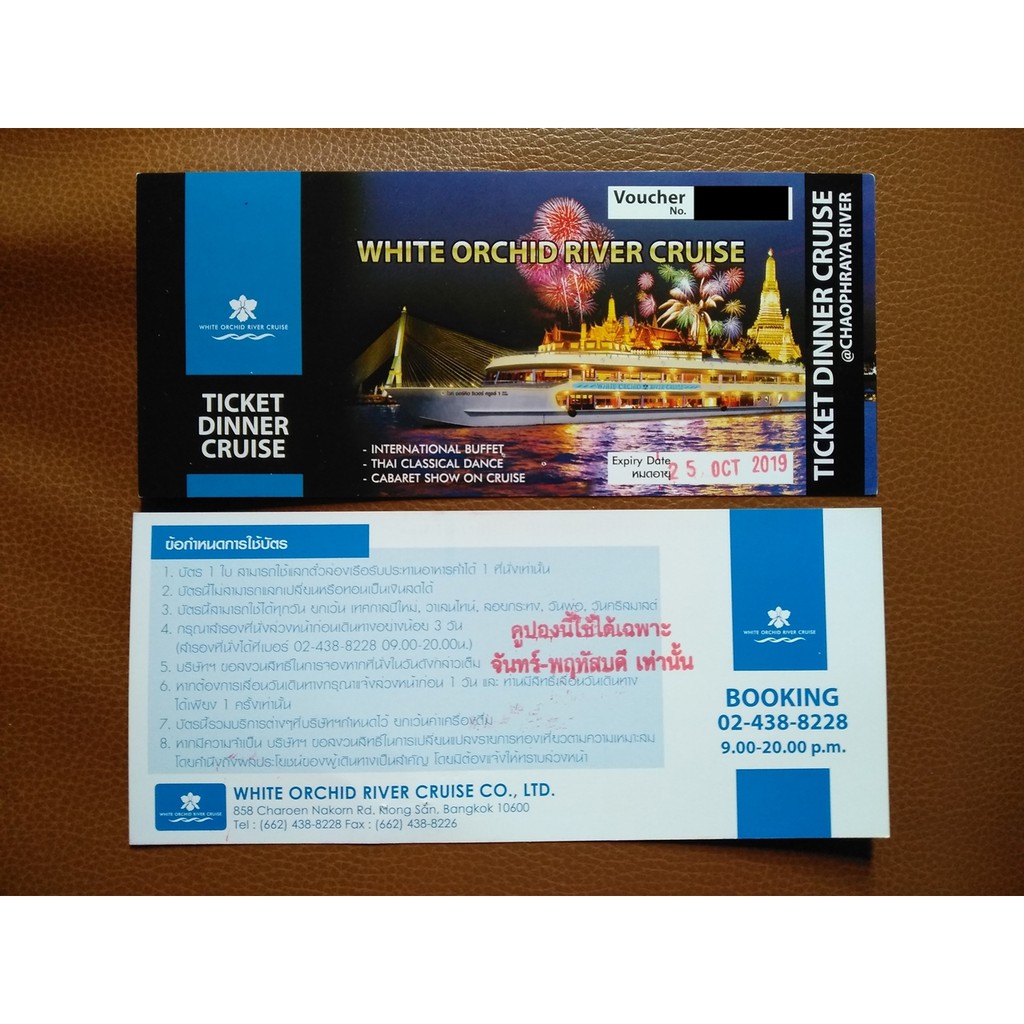 Voucher
No.
WHITE ORCHID RIVER CRUISE
WHITE ORCHID RIVER CRUISE
TICKET
DINNER
CRUISE
- INTERNATIONAL BUFFET
- THAI CLASSICAL DANCE
- CABARET SHOW ON CRUISE
WHITE ORCHID RIVER CRUISE
Expiry Date
หมดอายุ
25 OCT 2019
TICKET DINNER CRUISE
@CHAOPHRAYA RIVER
ข้อกำหนดการใช้บัตร
1. บัตร 1 ใบ สามารถใช้แลกตั๋วล่องเรือรับประทานอาหารค่ำได้ 1 ที่นั่งเท่านั้น
2. บัตรนี้ไม่สามารถแลกเปลี่ยนหรือทอนเป็นเงินสดได้
3. บัตรนี้สามารถใช้ได้ทุกวัน ยกเว้น เทศกาลปีใหม่, วาเลนไทน์, ลอยกระทง, วันพ่อ, วันคริสมาสต์
4. กรุณาสำรองที่นั่งล่วงหน้าก่อนเดินทางอย่างน้อย 3 วัน
(สำรองที่นั่งได้ที่เบอร์ 02-438-8228 09.00-20.00น.)
5. บริษัทฯ ขอสงวนสิทธิ์ในการจองหากที่นั่งในวันดังกล่าวเต็ม
6. หากต้องการเลื่อนวันเดินทางกรุณาแจ้งล่วงหน้าก่อน 1 วัน และ ท่านมีสิทธิ์เลื่อนวันเดินทาง
ได้เพียง 1 ครั้งเท่านั้น
7. บัตรนี้รวมบริการต่างๆที่บริษัทฯกำหนดไว้ ยกเว้นค่าเครื่องดื่ม
8. หากมีความจำเป็น บริษัทฯ ขอสงวนสิทธิ์ในการเปลี่ยนแปลงรายการท่องเที่ยวตามความเหมาะสม
โดยคำนึงถึงผลประโยชน์ของผู้เดินทางเป็นสำคัญ โดยมิต้องแจ้งให้ทราบล่วงหน้า
คูปองนี้ใช้ได้เฉพาะ
จันทร์-พฤหัสบดี เท่านั้น
WHITE ORCHID RIVER CRUISE
BOOKING
02-438-8228
9.00-20.00 p.m.
WHITE ORCHID RIVER CRUISE
WHITE ORCHID RIVER CRUISE CO., LTD.
858 Charoen Nakorn Rd. Klong San, Bangkok 10600
Tel : (662) 438-8228 Fax : (662) 438-8226